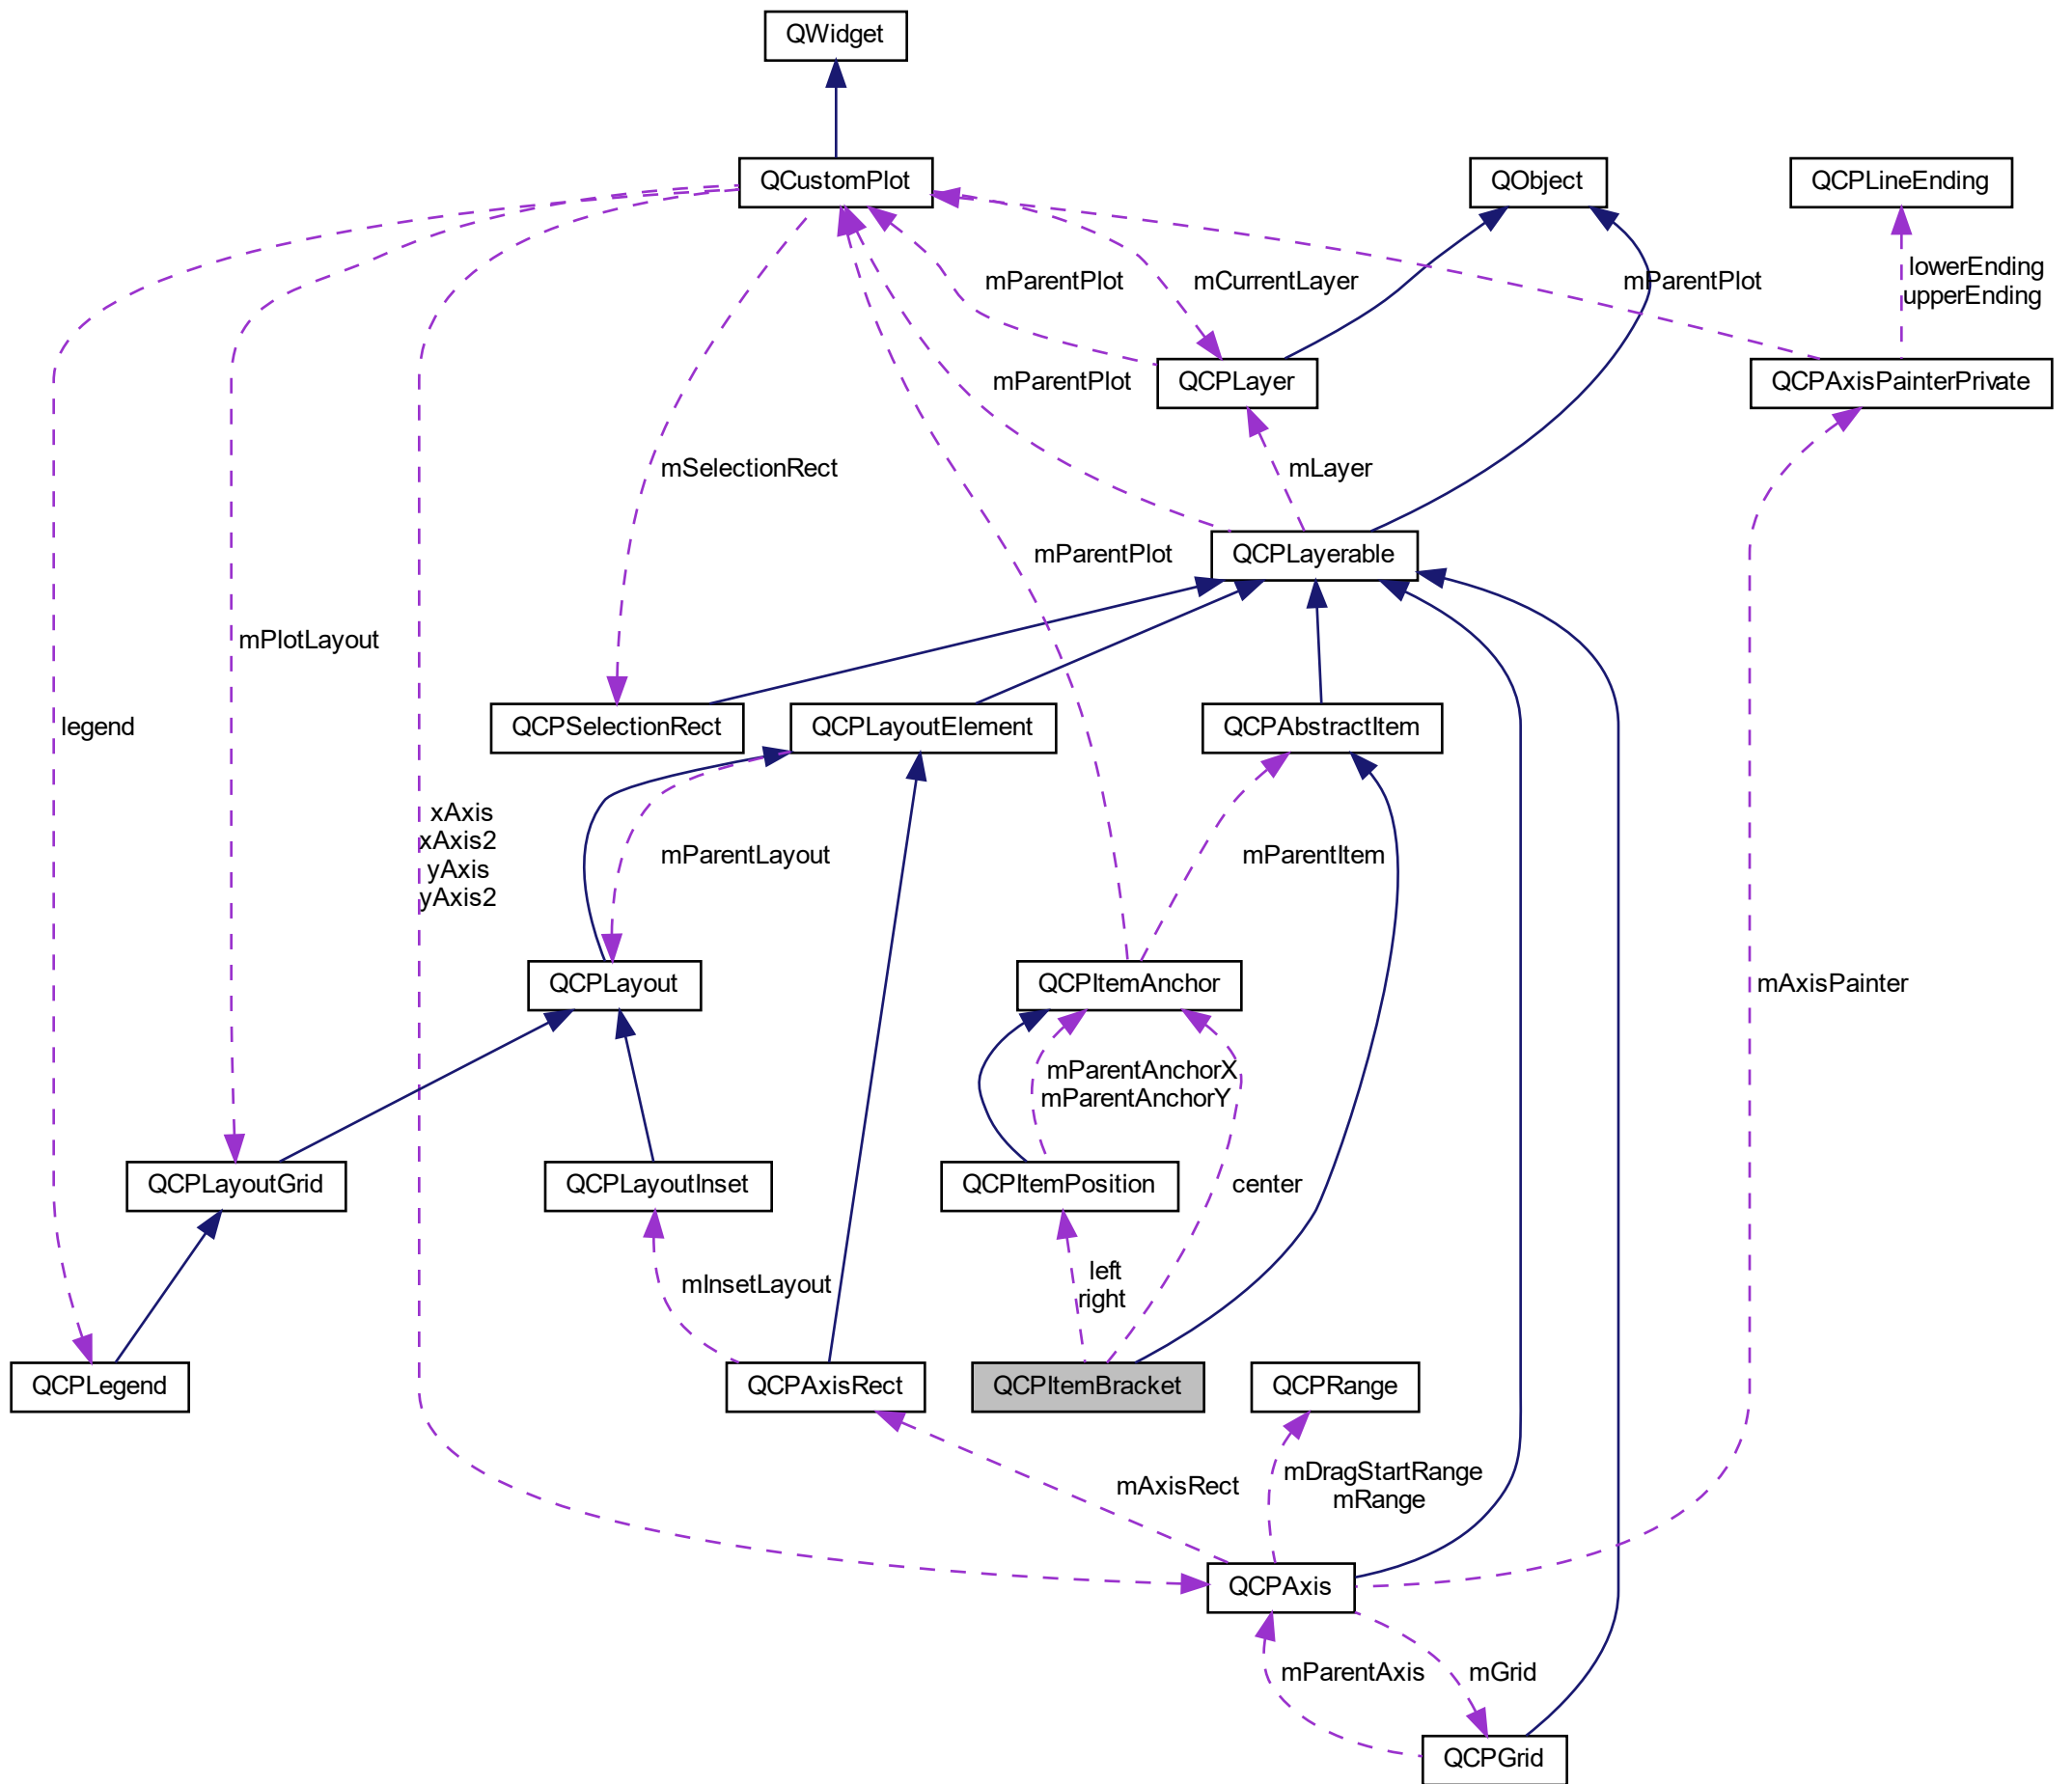 QWidget
QCustomPlot
QObject
QCPLineEnding
mParentPlot
mCurrentLayer
mParentPlot
lowerEnding
upperEnding
QCPLayer
QCPAxisPainterPrivate
mParentPlot
mSelectionRect
mLayer
mParentPlot
QCPLayerable
mPlotLayout
legend
QCPSelectionRect
QCPLayoutElement
QCPAbstractItem
xAxis
xAxis2
yAxis
yAxis2
mParentLayout
mParentItem
QCPLayout
QCPItemAnchor
mAxisPainter
mParentAnchorX
mParentAnchorY
QCPLayoutGrid
QCPLayoutInset
QCPItemPosition
center
mInsetLayout
left
right
QCPLegend
QCPAxisRect
QCPItemBracket
QCPRange
mAxisRect
mDragStartRange
mRange
QCPAxis
mParentAxis
mGrid
QCPGrid